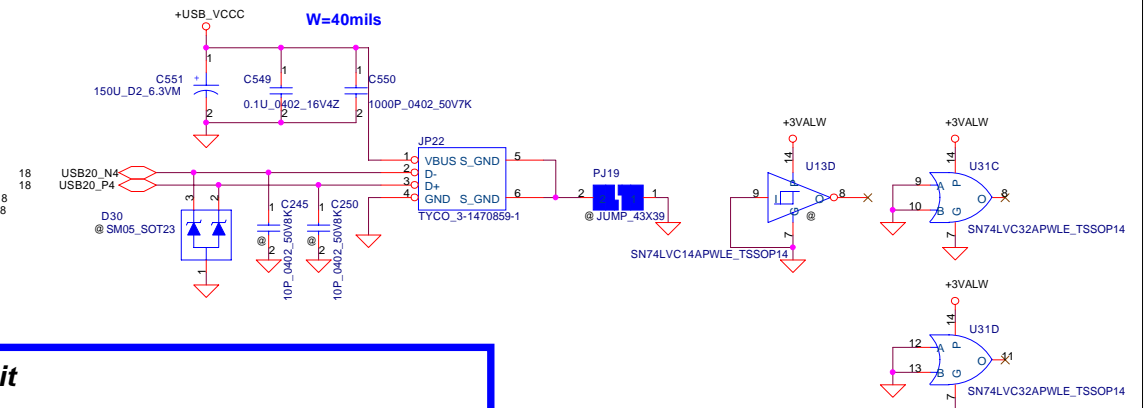 +USB_VCCC
W=40mils
1
1
1
C551
150U_D2_6.3VM
+
C549
0.1U_0402_16V4Z
C550
1000P_0402_50V7K
2
2
2
JP22
1
VBUS
S_GND
5
2
D-
3
D+
4
GND
S_GND
6
TYCO_3-1470859-1
18
USB20_N4
18
USB20_P4
8
8
3
2
D30
@ SM05_SOT23
1
1
C245
@
2
10P_0402_50V8K
1
C250
@
2
10P_0402_50V8K
PJ19
2
2
1
1
@ JUMP_43X39
+3VALW
14
U13D
9
I
P
O
8
G
@
7
SN74LVC14APWLE_TSSOP14
+3VALW
14
U31C
9
A
P
O
8
10
B
G
7
SN74LVC32APWLE_TSSOP14
+3VALW
14
U31D
12
A
P
O
11
13
B
G
7
SN74LVC32APWLE_TSSOP14
it